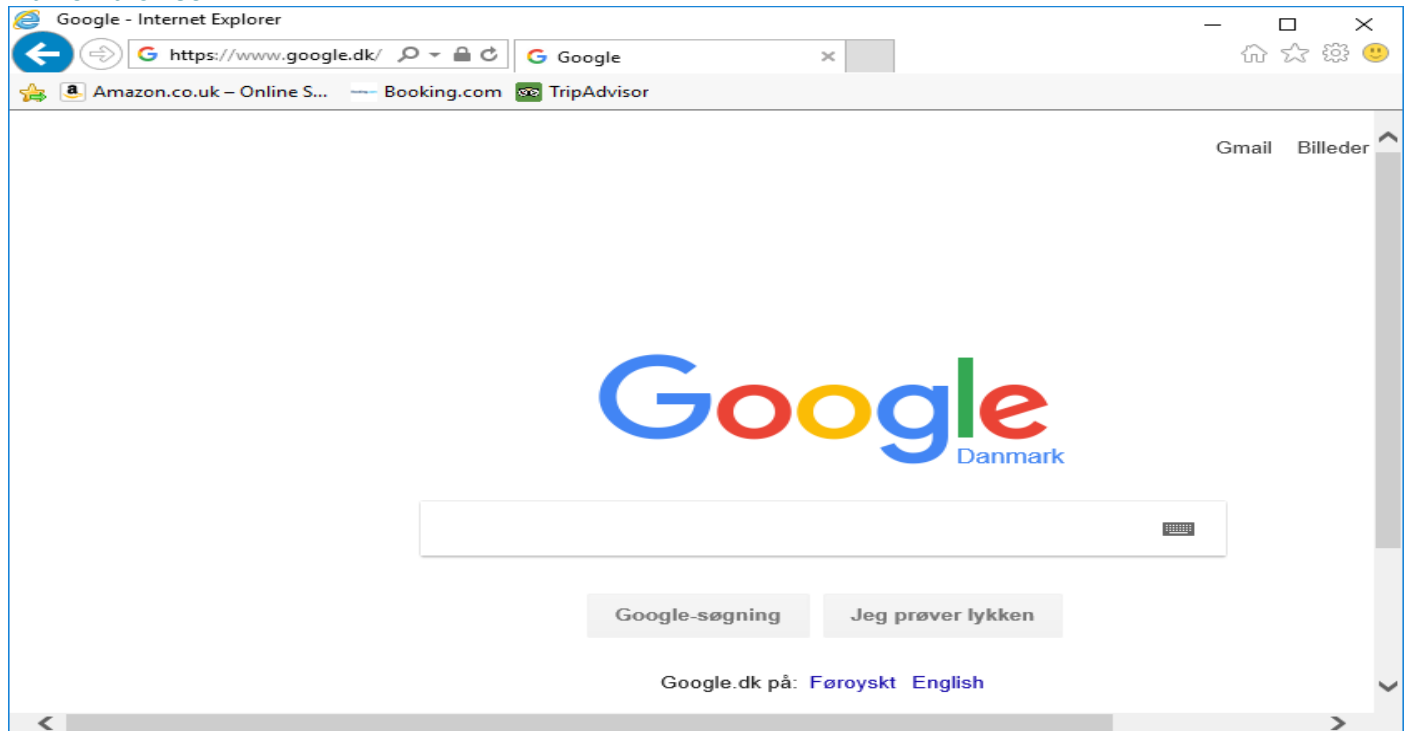 Google - Internet Explorer
https://www.google.dk/ Google
Amazon.co.uk – Online S... Booking.com TripAdvisor
Gmail Billeder
Google
Danmark
Google-søgning Jeg prøver lykken
Google.dk på: Føroyskt English